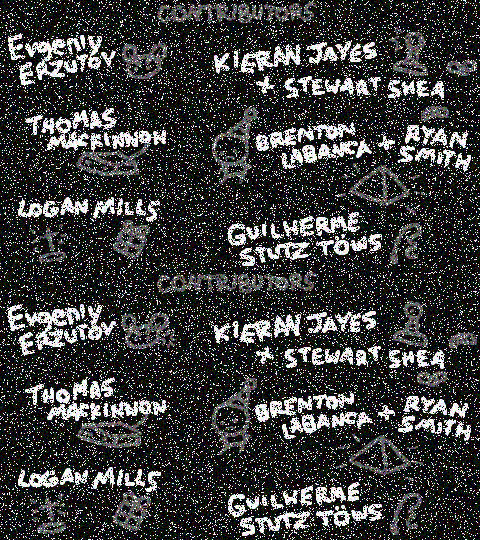 CONTRIBUTORS
Evgeniy
ERZUTOV
KIERAN JAYES
+ STEWART SHEA
THOMAS
MACKINNON
BRENTON
LABANCA
+ RYAN
SMITH
LOGAN MILLS
GUILHERME
STUTZ TÖWS
CONTRIBUTORS
Evgeniy
ERZUTOV
KIERAN JAYES
+ STEWART SHEA
THOMAS
MACKINNON
BRENTON
LABANCA
+ RYAN
SMITH
LOGAN MILLS
GUILHERME
STUTZ TÖWS